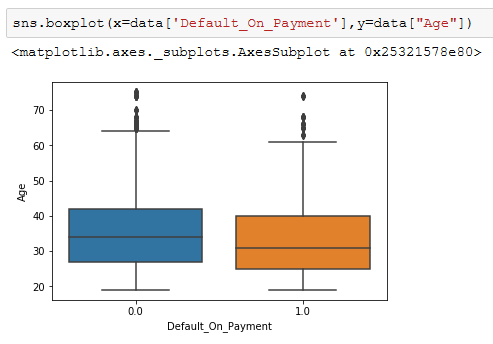 sns.boxplot(x=data['Default_On_Payment'],y=data["Age"])
<matplotlib.axes._subplots.AxesSubplot at 0x25321578e80>
70
60
50
40
30
20
Age
0.0 1.0
Default_On_Payment